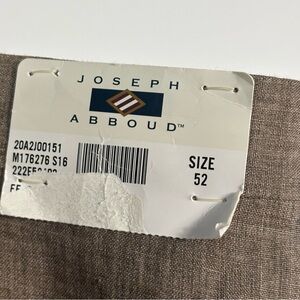 JOSEPH
ABBOUD™
20A2J00151
M176276 S16
SIZE
52